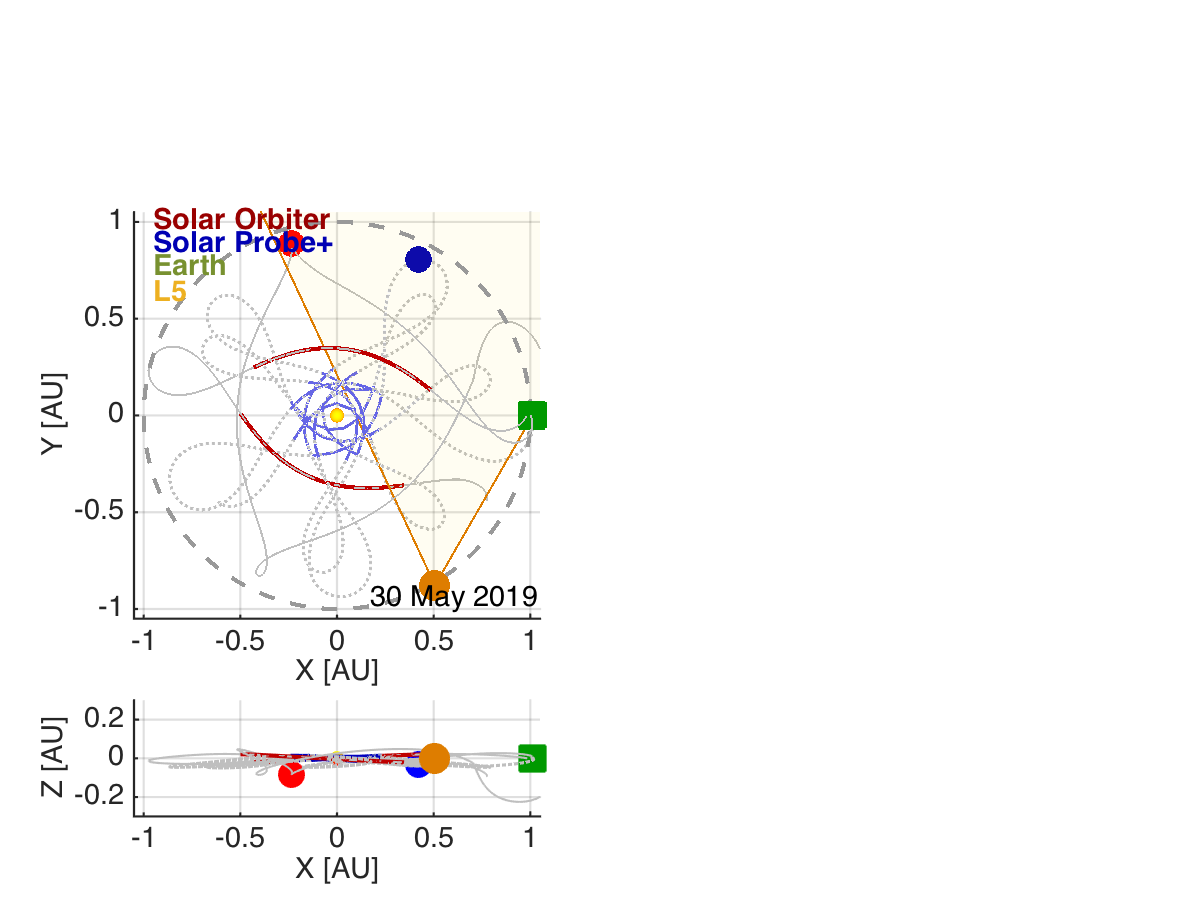 Solar Orbiter
Solar Probe+
Earth
L5
1
0.5
0
-0.5
-1
Y [AU]
30 May 2019
-1 -0.5 0 0.5 1
X [AU]
0.2
0
-0.2
Z [AU]
-1 -0.5 0 0.5 1
X [AU]